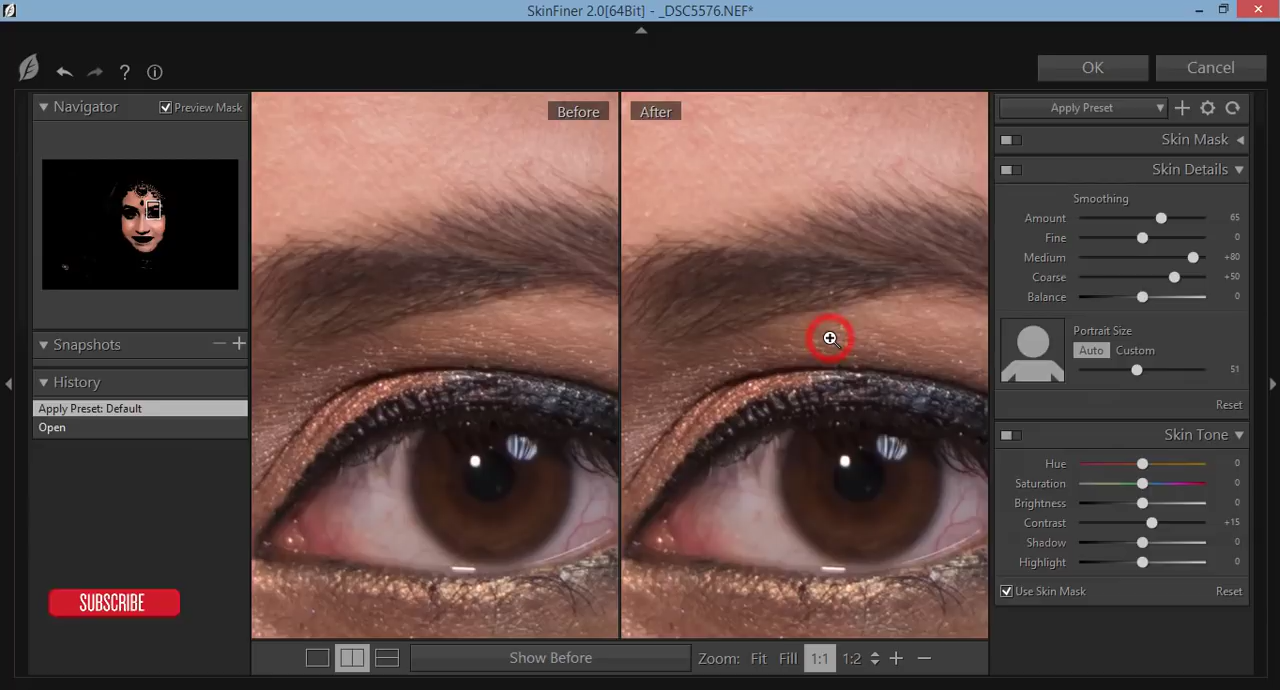 SkinFiner 2.0[64Bit] - _DSC5576.NEF*
OK Cancel
Navigator Preview Mask
Before
After
Apply Preset
Skin Mask
Skin Details
Smoothing
Amount 65
Fine 0
Medium +80
Coarse +50
Balance 0
Portrait Size
Auto Custom
51
Reset
Snapshots
History
Apply Preset: Default
Open
Skin Tone
Hue 0
Saturation 0
Brightness 0
Contrast +15
Shadow 0
Highlight 0
Use Skin Mask Reset
SUBSCRIBE
Show Before Zoom: Fit Fill 1:1 1:2